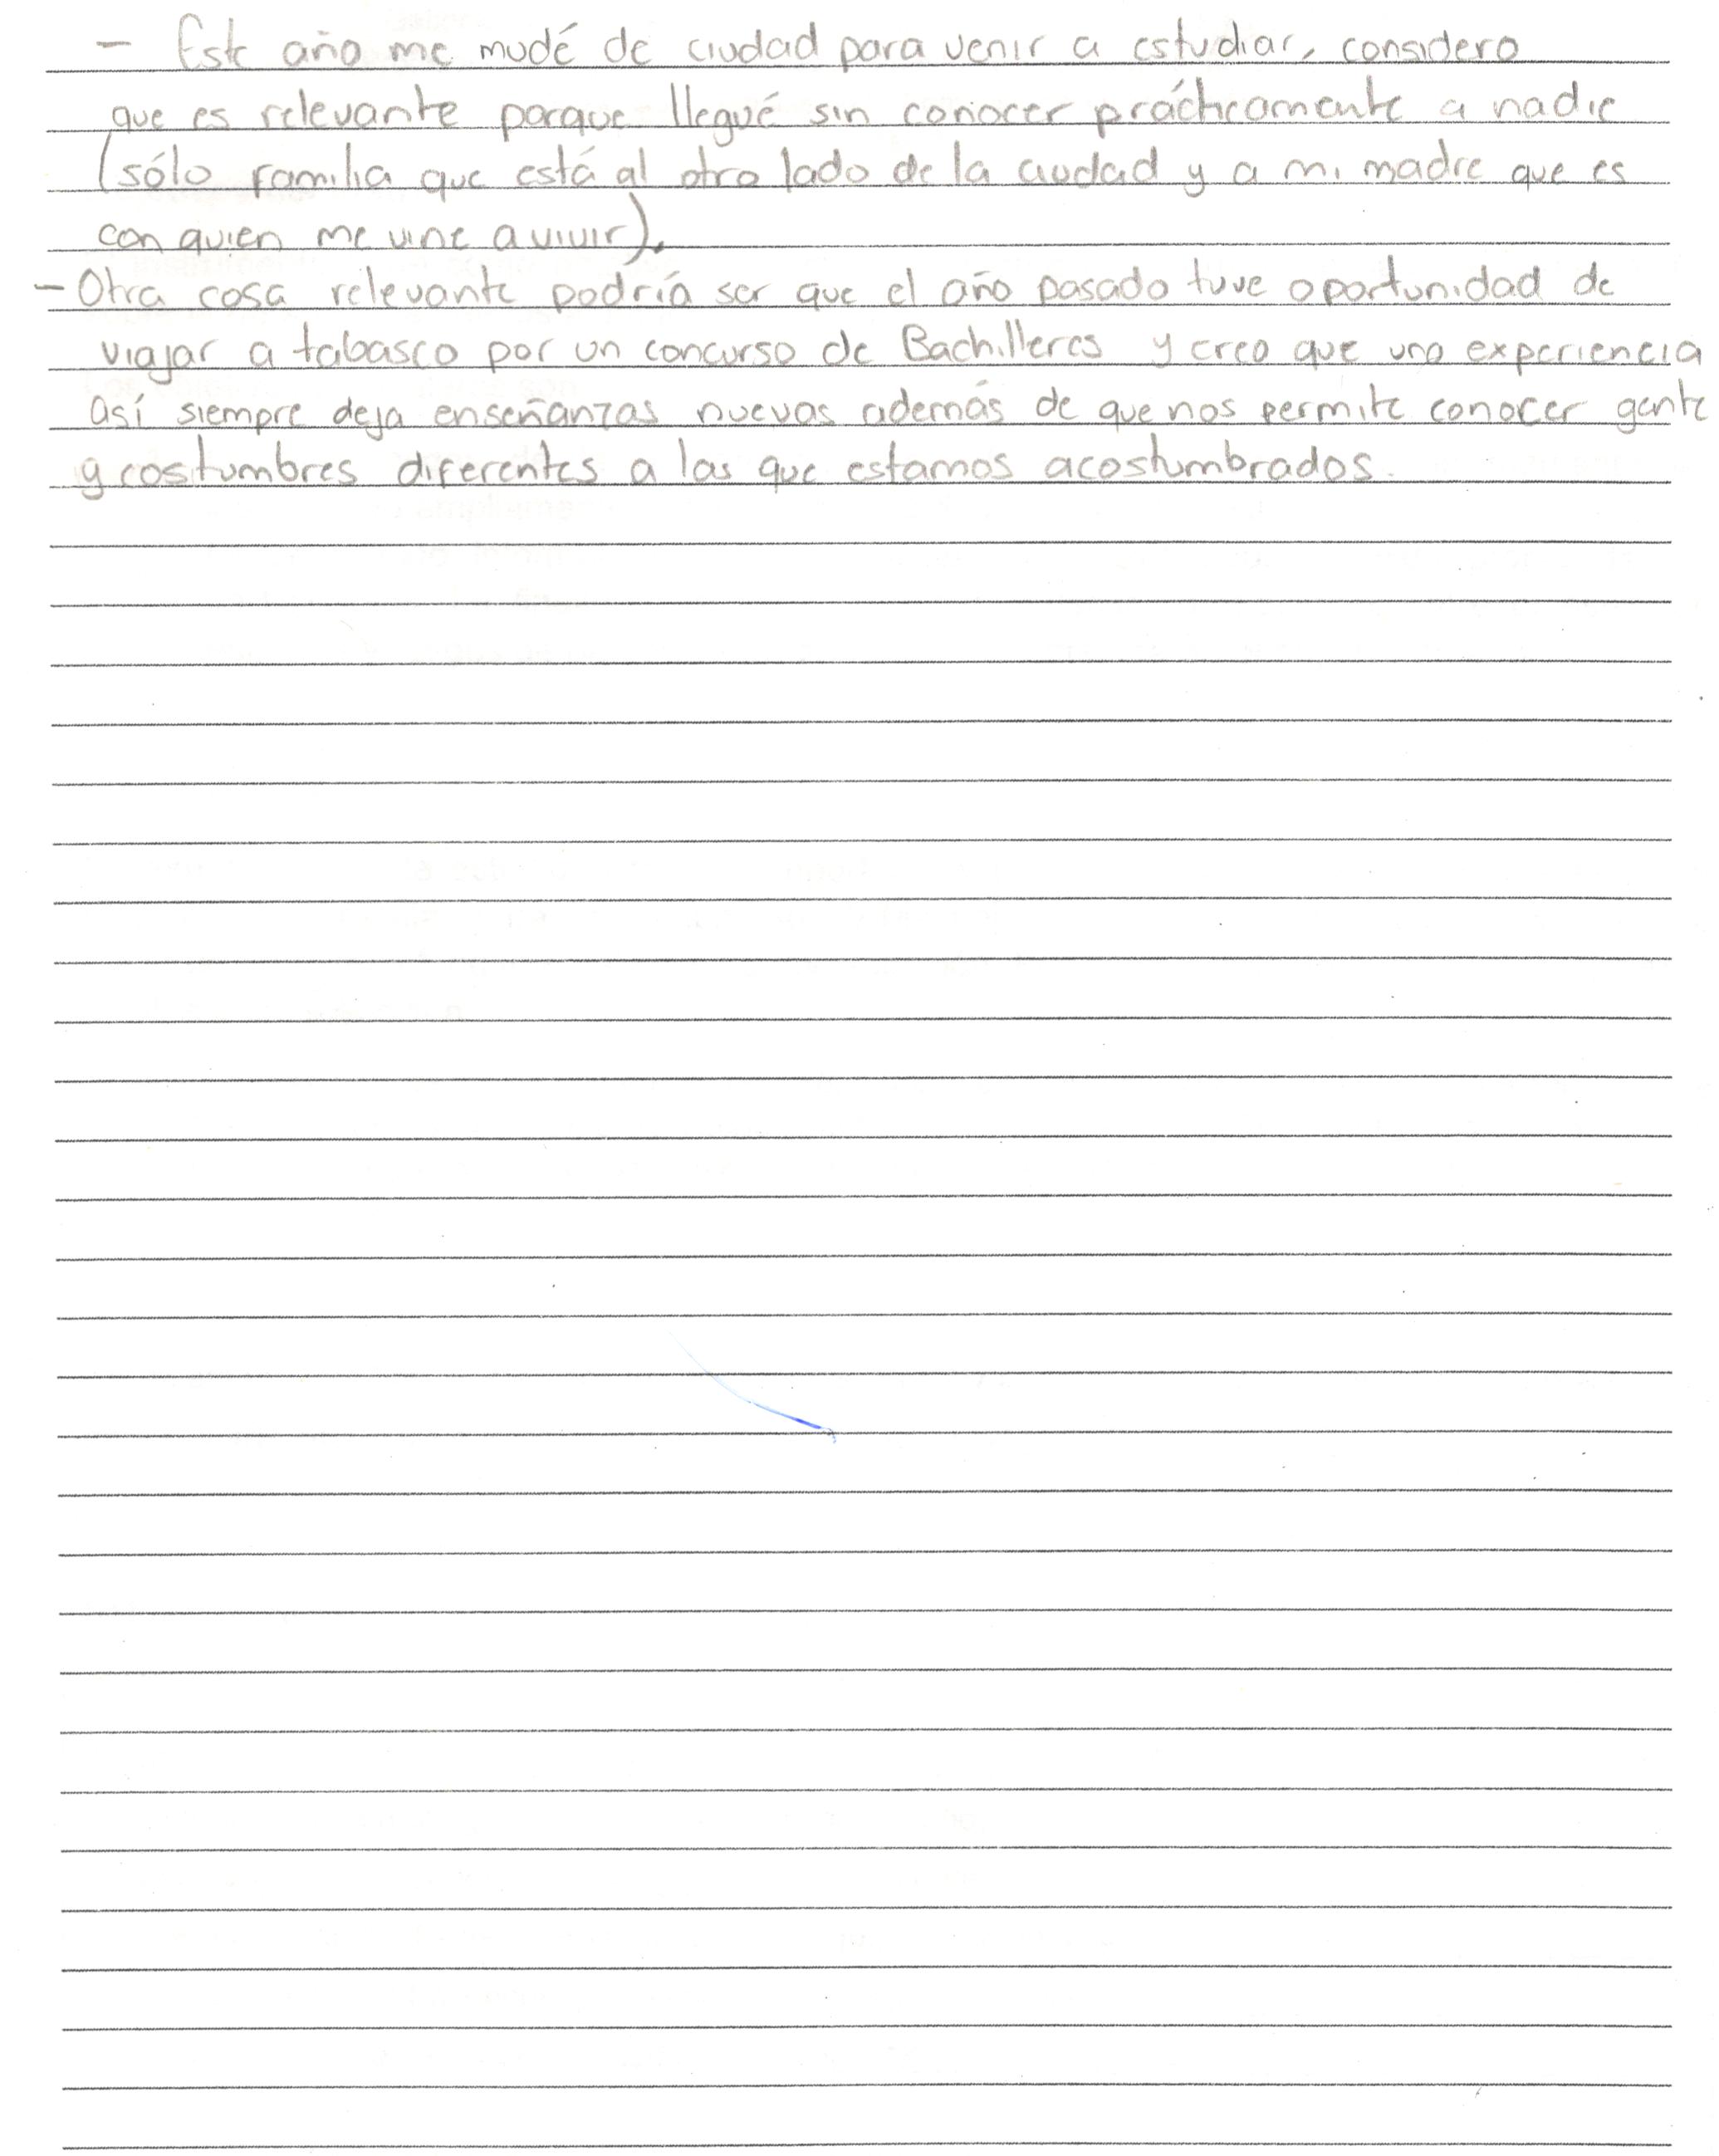 - Este año me mudé de ciudad para venir a estudiar, considero
que es relevante porque llegué sin conocer prácticamente a nadie
(sólo familia que está al otro lado de la ciudad y a mi madre que es
con quien me vine a vivir).
- Otra cosa relevante podría ser que el año pasado tuve oportunidad de
viajar a tabasco por un concurso de Bachilleres y creo que una experiencia
así siempre deja enseñanzas nuevas además de que nos permite conocer gente
y costumbres diferentes a las que estamos acostumbrados.